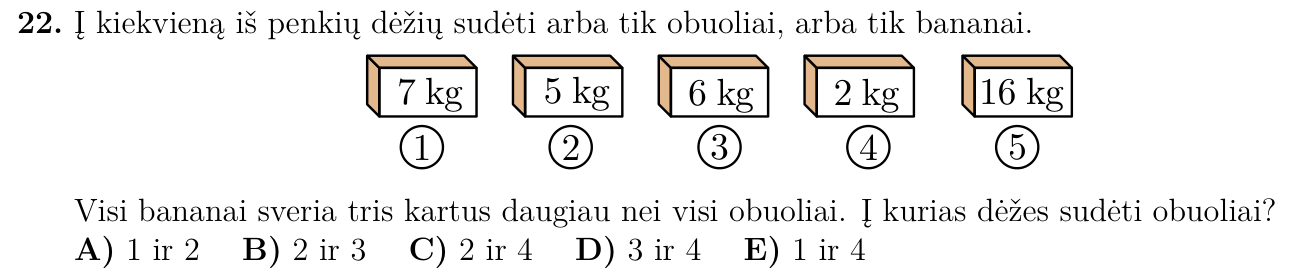 22. Į kiekvieną iš penkių dėžių sudėti arba tik obuoliai, arba tik bananai.
7 kg 5 kg 6 kg 2 kg 16 kg
1 2 3 4 5
Visi bananai sveria tris kartus daugiau nei visi obuoliai. Į kurias dėžes sudėti obuoliai?
A) 1 ir 2 B) 2 ir 3 C) 2 ir 4 D) 3 ir 4 E) 1 ir 4